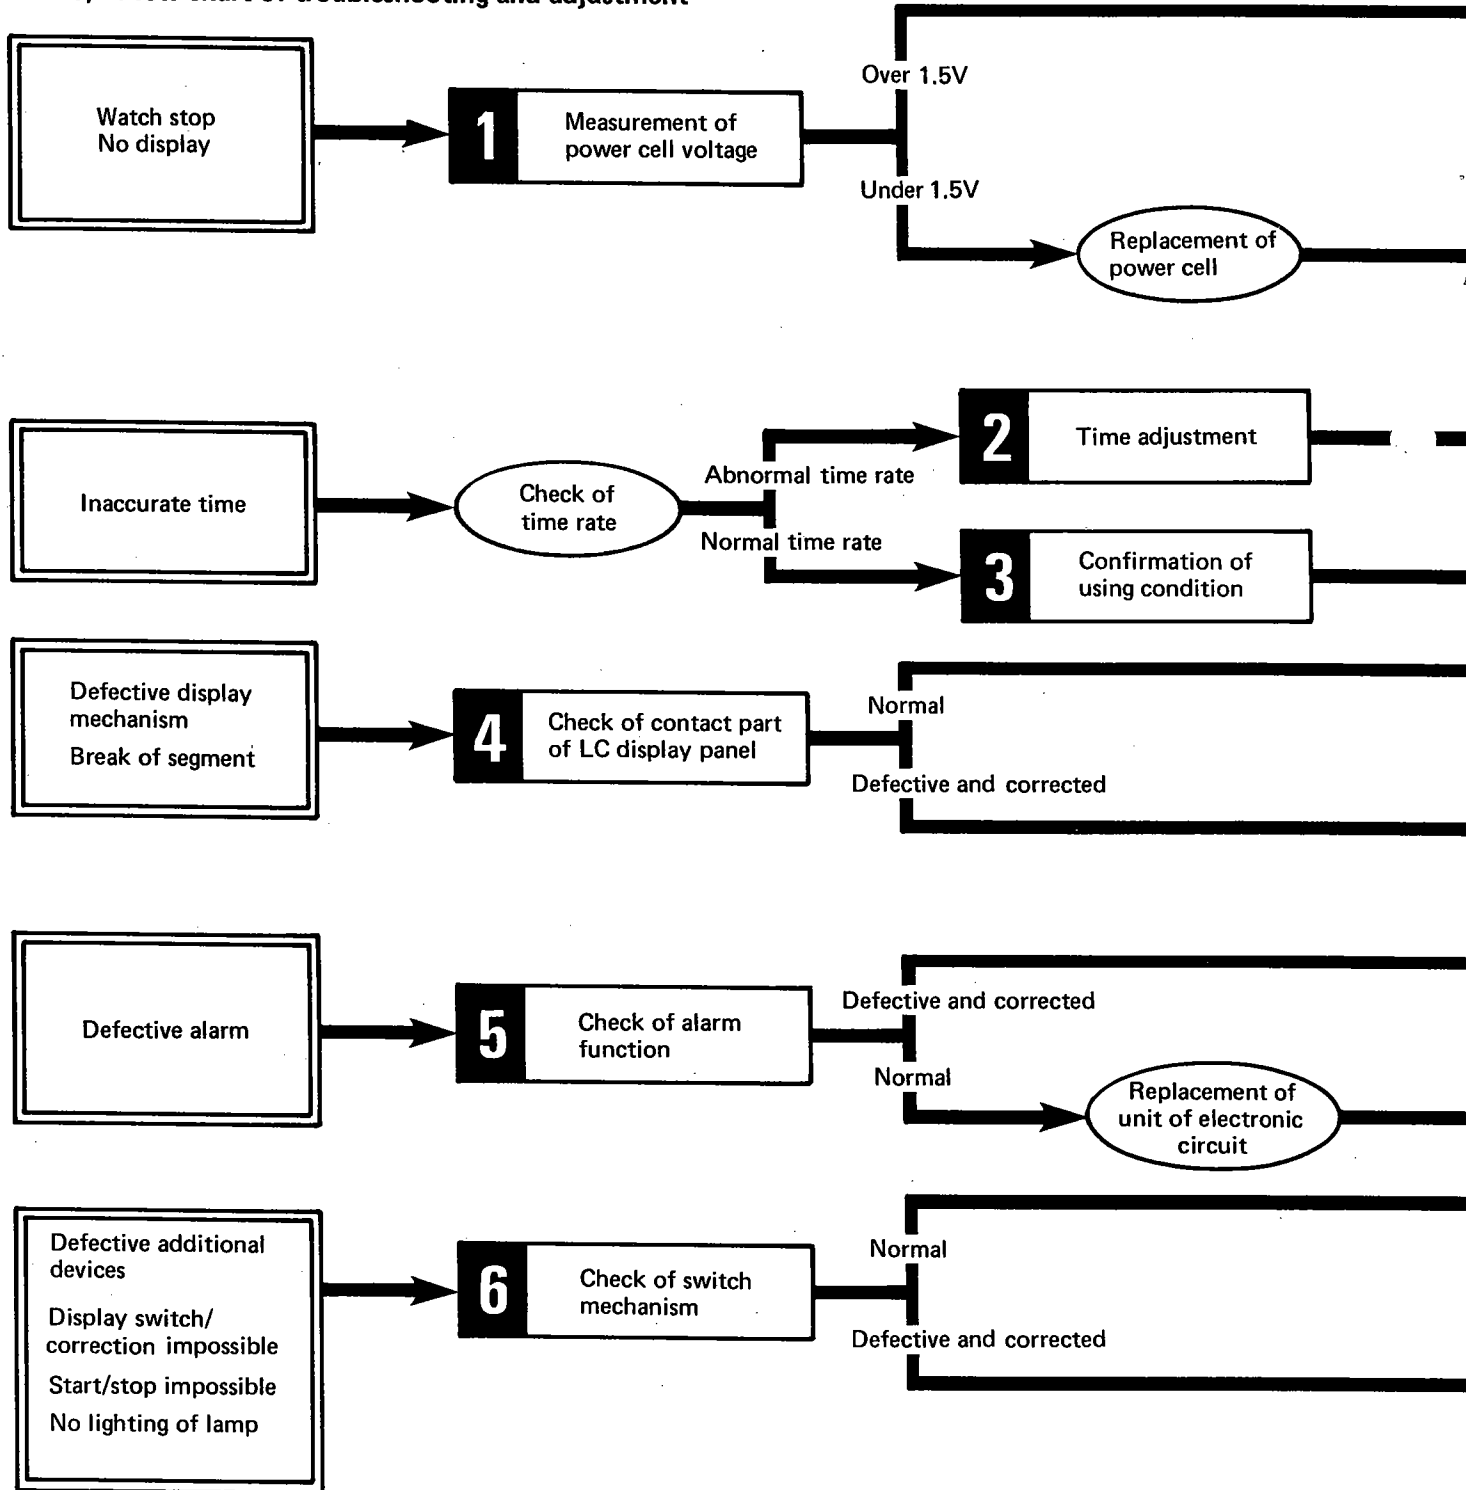 Watch stop
No display
1
Measurement of
power cell voltage
Over 1.5V
Under 1.5V
Replacement of
power cell
Inaccurate time
Check of
time rate
Abnormal time rate
Normal time rate
2
Time adjustment
3
Confirmation of
using condition
Defective display
mechanism
Break of segment
4
Check of contact part
of LC display panel
Normal
Defective and corrected
Defective alarm
5
Check of alarm
function
Defective and corrected
Normal
Replacement of
unit of electronic
circuit
Defective additional
devices
Display switch/
correction impossible
Start/stop impossible
No lighting of lamp
6
Check of switch
mechanism
Normal
Defective and corrected